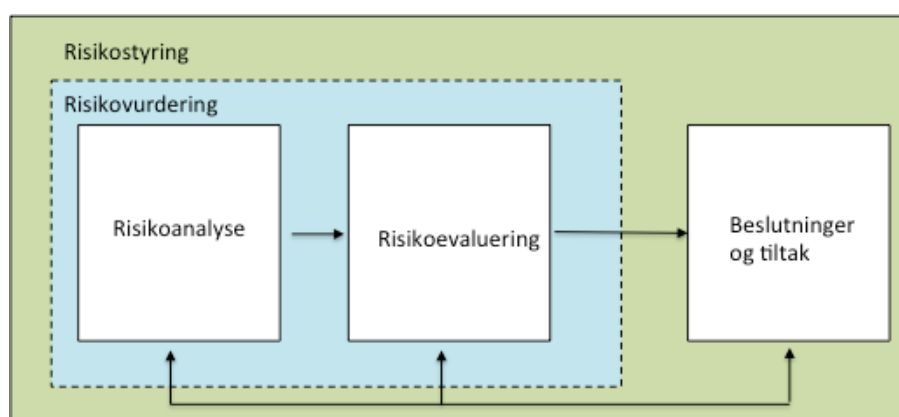 Risikostyring
Risikovurdering
Risikoanalyse
Risikoevaluering
Beslutninger
og tiltak